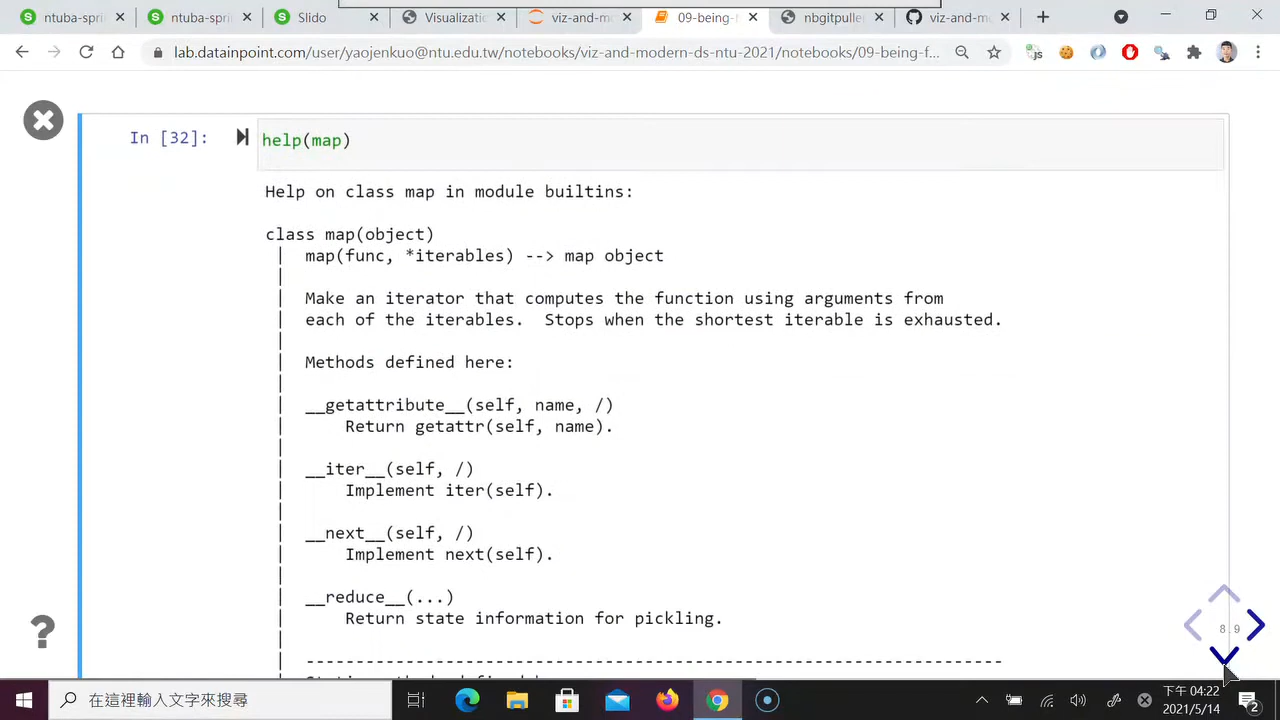 ntuba-spri
ntuba-spri
Slido
Visualizatio
viz-and-mo
09-being-f
nbgitpuller
viz-and-mo
lab.datainpoint.com/user/yaojenkuo@ntu.edu.tw/notebooks/viz-and-modern-ds-ntu-2021/notebooks/09-being-f...
In [32]:
help(map)
Help on class map in module builtins:
class map(object)
 |  map(func, *iterables) --> map object
 |
 |  Make an iterator that computes the function using arguments from
 |  each of the iterables.  Stops when the shortest iterable is exhausted.
 |
 |  Methods defined here:
 |
 |  __getattribute__(self, name, /)
 |      Return getattr(self, name).
 |
 |  __iter__(self, /)
 |      Implement iter(self).
 |
 |  __next__(self, /)
 |      Implement next(self).
 |
 |  __reduce__(...)
 |      Return state information for pickling.
 |
 |  ----------------------------------------------------------------------
8.9
?
在這裡輸入文字來搜尋
下午 04:22
2021/5/14
2